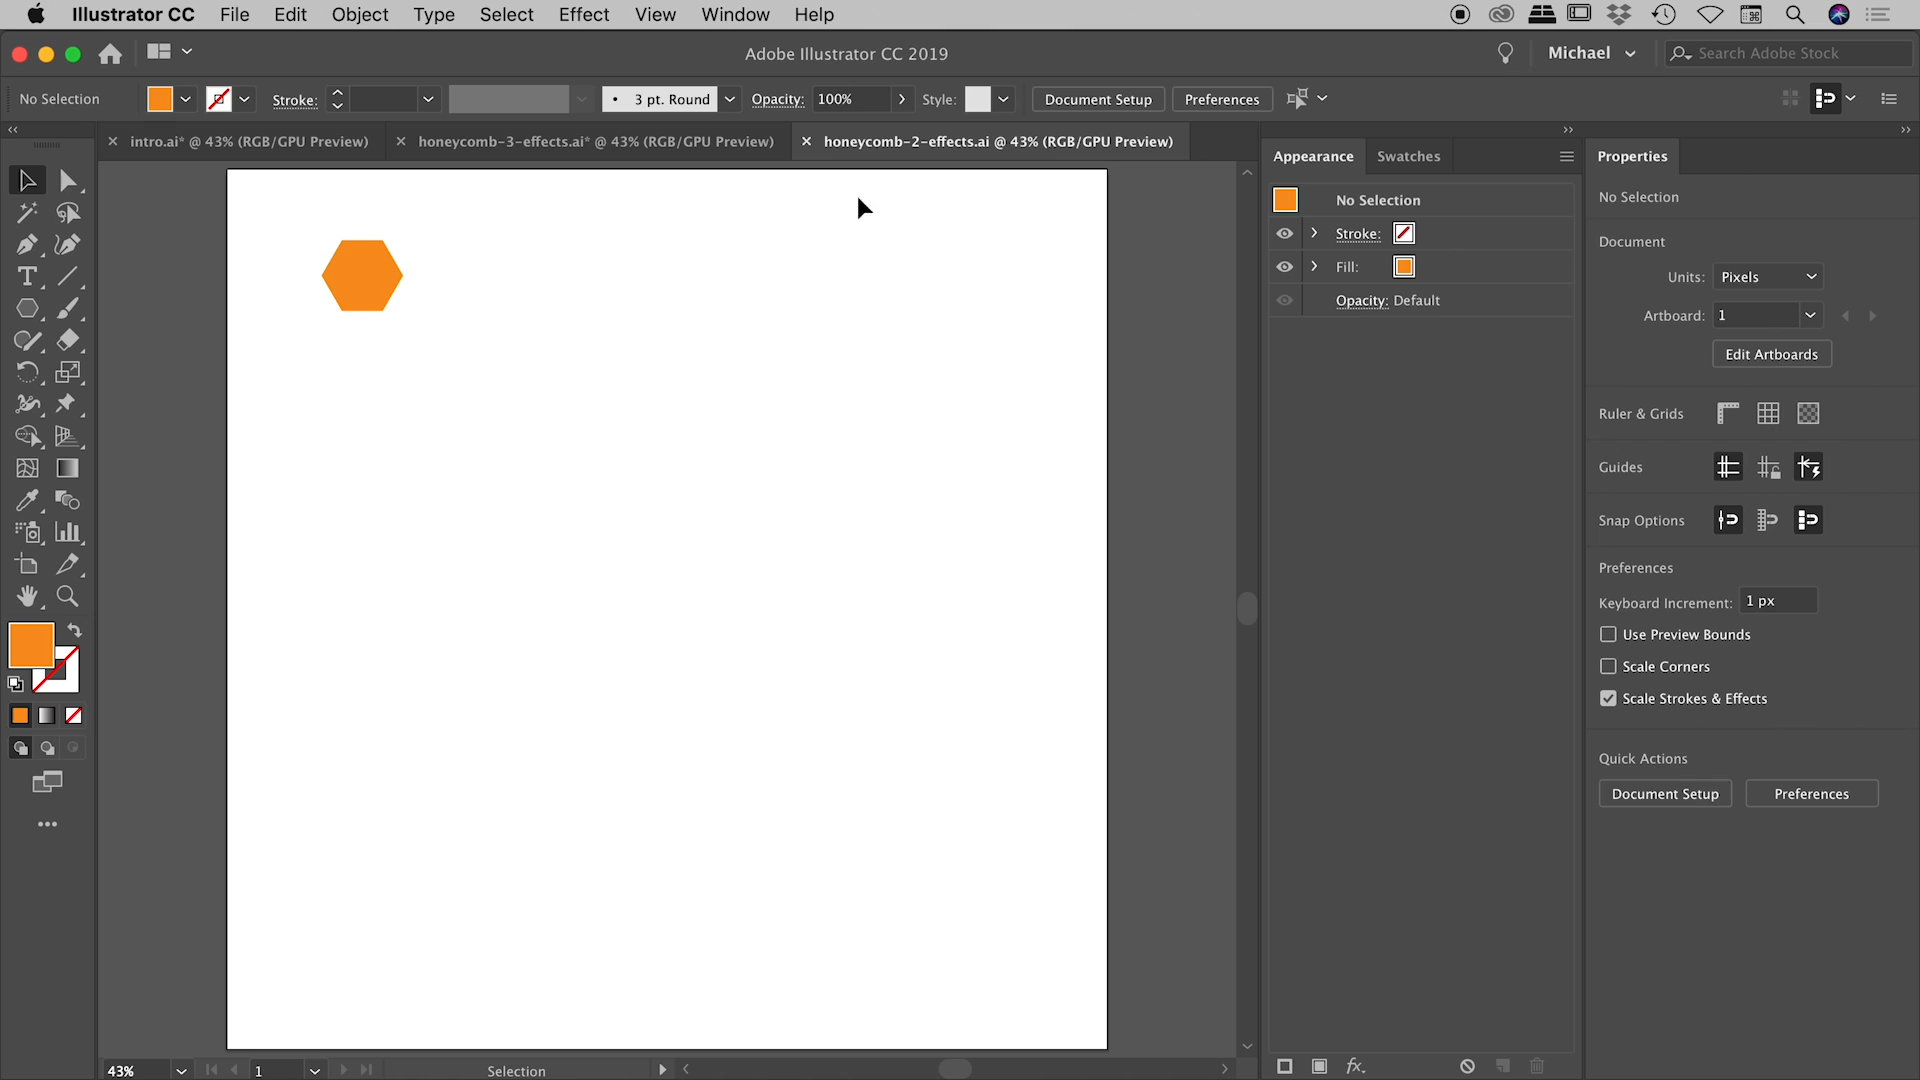 Illustrator CC File Edit Object Type Select Effect View Window Help
Adobe Illustrator CC 2019
Michael
Search Adobe Stock
No Selection
Stroke:
3 pt. Round
Opacity: 100%
Style:
Document Setup
Preferences
intro.ai* @ 43% (RGB/GPU Preview)
honeycomb-3-effects.ai* @ 43% (RGB/GPU Preview)
honeycomb-2-effects.ai @ 43% (RGB/GPU Preview)
Appearance
Swatches
No Selection
Stroke:
Fill:
Opacity: Default
fx.
Properties
No Selection
Document
Units: Pixels
Artboard: 1
Edit Artboards
Ruler & Grids
Guides
Snap Options
Preferences
Keyboard Increment: 1 px
Use Preview Bounds
Scale Corners
Scale Strokes & Effects
Quick Actions
Document Setup
Preferences
43%
1
Selection